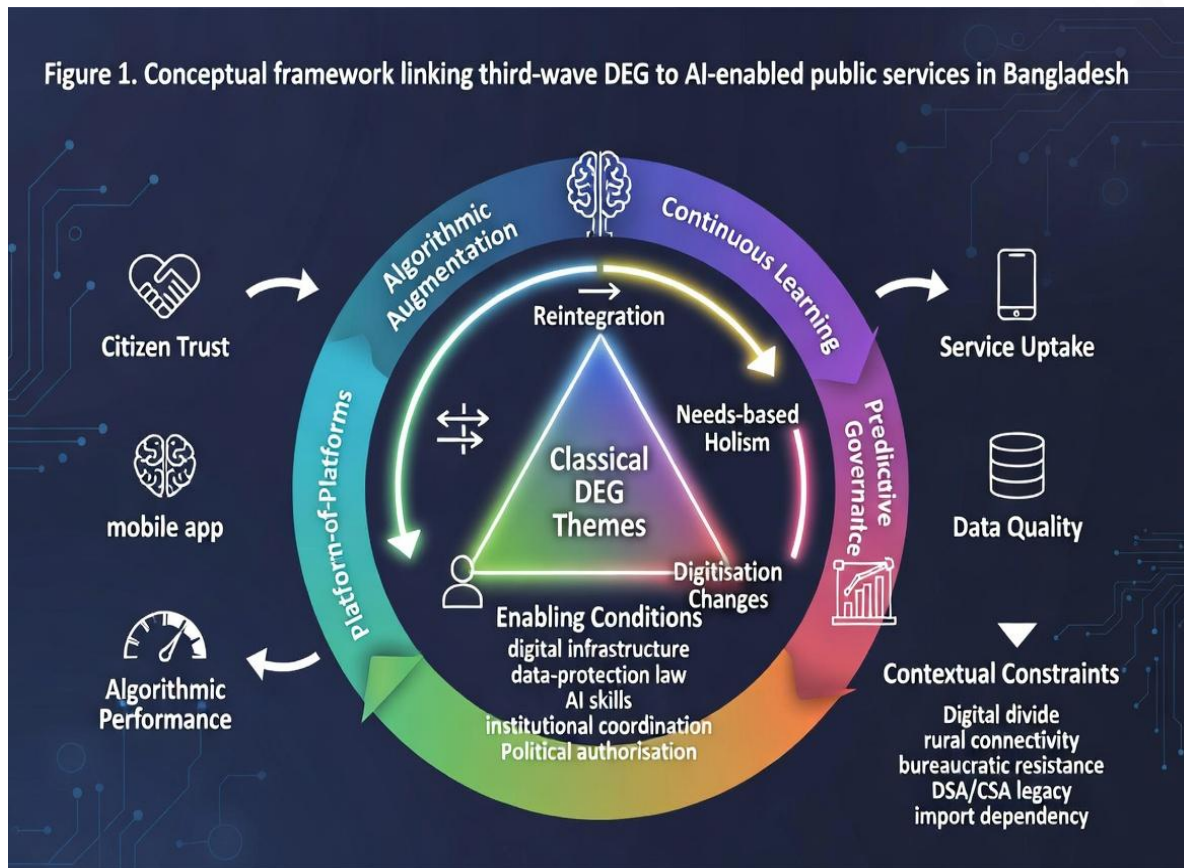 Figure 1. Conceptual framework linking third-wave DEG to AI-enabled public services in Bangladesh
Algorithmic
Augmentation
Continuous Learning
Platform-of-Platforms
Governance
Citizen Trust
mobile app
Algorithmic
Performance
Reintegration
Needs-based
Holism
Classical
DEG
Themes
Digitisation
Changes
Enabling Conditions
digital infrastructure
data-protection law
AI skills
institutional coordination
Political authorisation
Service Uptake
Data Quality
Contextual Constraints
Digital divide
rural connectivity
bureaucratic resistance
DSA/CSA legacy
import dependency